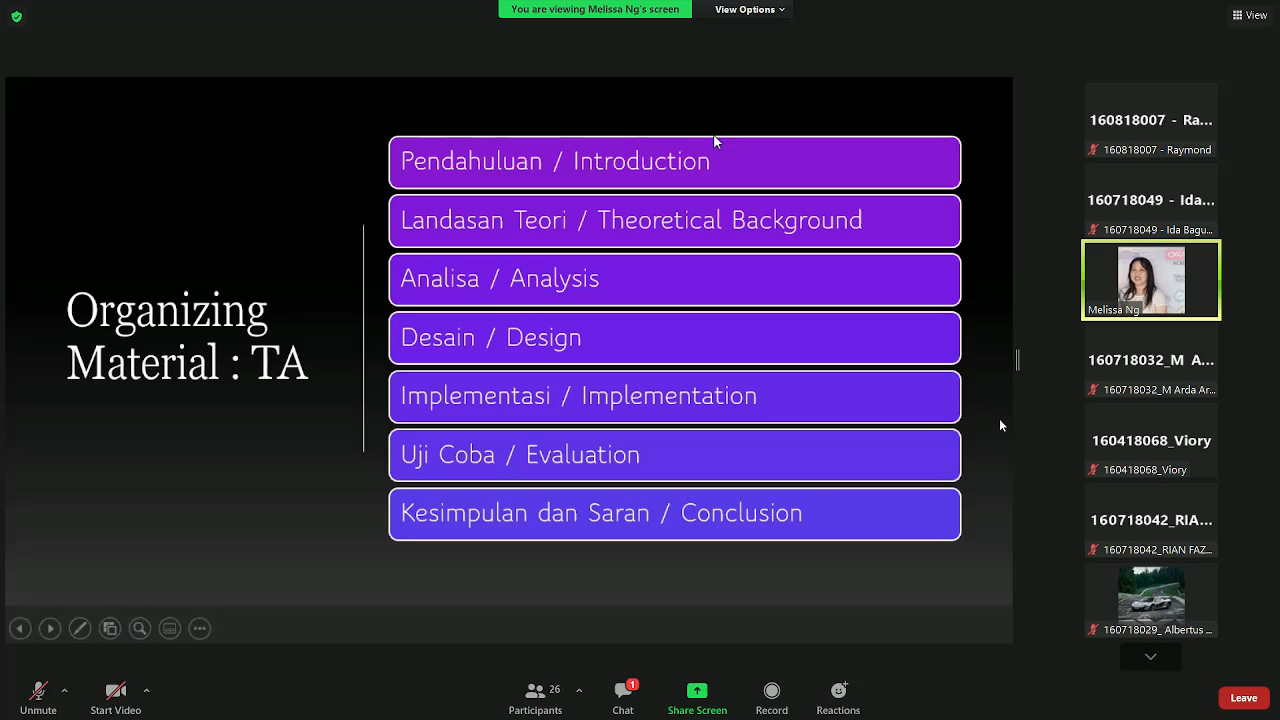 You are viewing Melissa Ng's screen
View Options
View
Organizing
Material : TA
Pendahuluan / Introduction
Landasan Teori / Theoretical Background
Analisa / Analysis
Desain / Design
Implementasi / Implementation
Uji Coba / Evaluation
Kesimpulan dan Saran / Conclusion
160818007 - Ra...
160818007 - Raymond
160718049 - Ida...
160718049 - Ida Bagu...
Melissa Ng
160718032_M A...
160718032_M Arda Ar...
160418068_Viory
160418068_Viory
160718042_RIA...
160718042_RIAN FAZ...
160718029_ Albertus ...
Unmute
Start Video
26
Participants
1
Chat
Share Screen
Record
Reactions
Leave